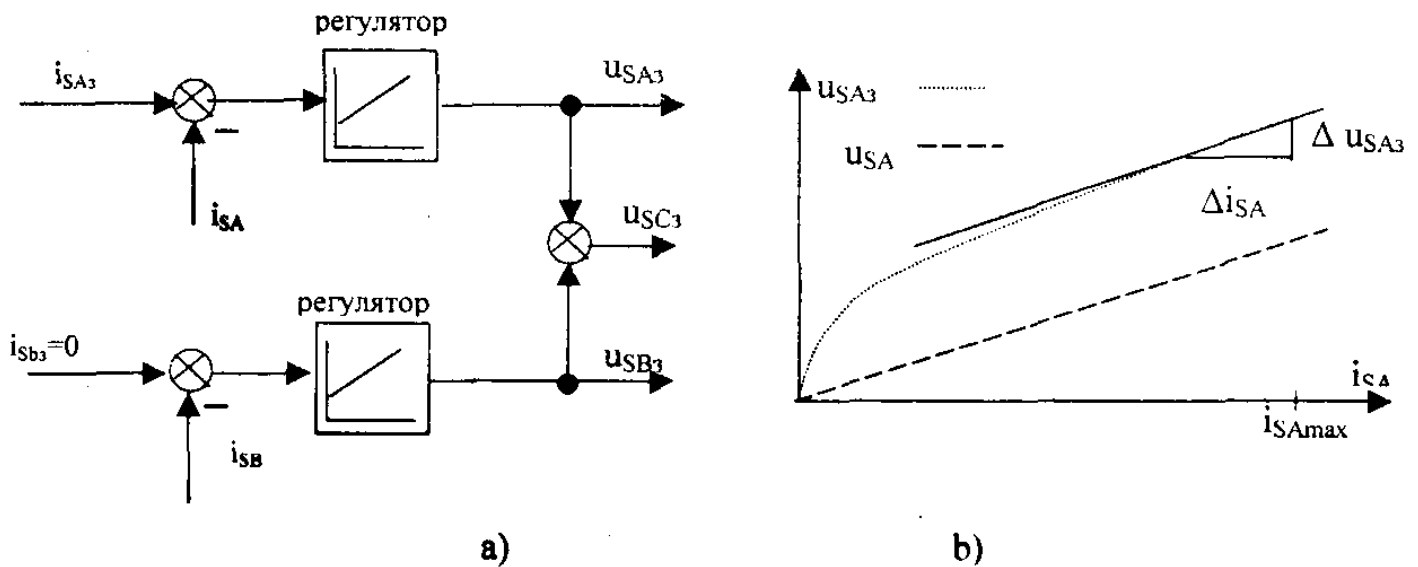 регулятор
i_SAз
u_SAз
–
i_SA
u_SCз
регулятор
i_Sbз=0
u_SBз
–
i_SB
a)
u_SAз
u_SA
Δ u_SAз
Δi_SA
i_SA
i_SAmax
b)